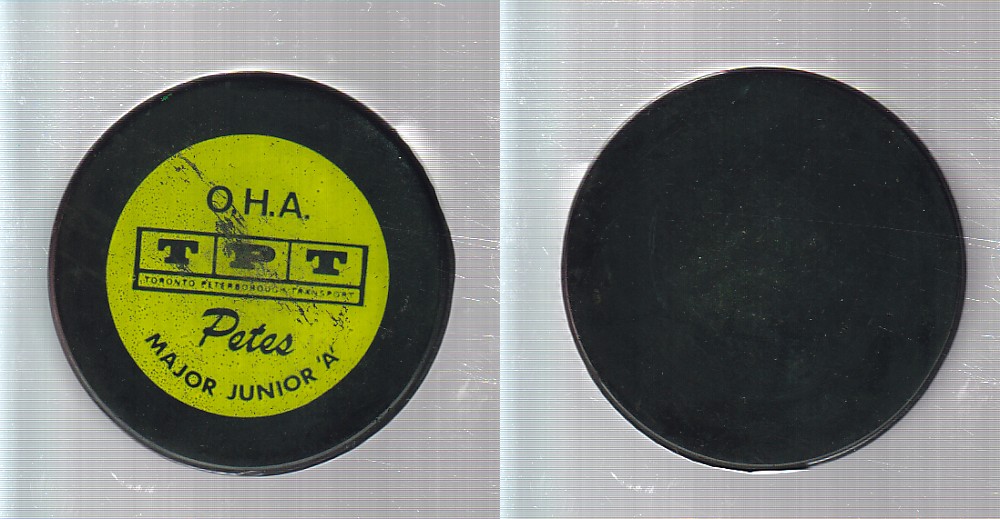 O.H.A.
TPT
TORONTO PETERBOROUGH TRANSPORT
Petes
MAJOR JUNIOR 'A'